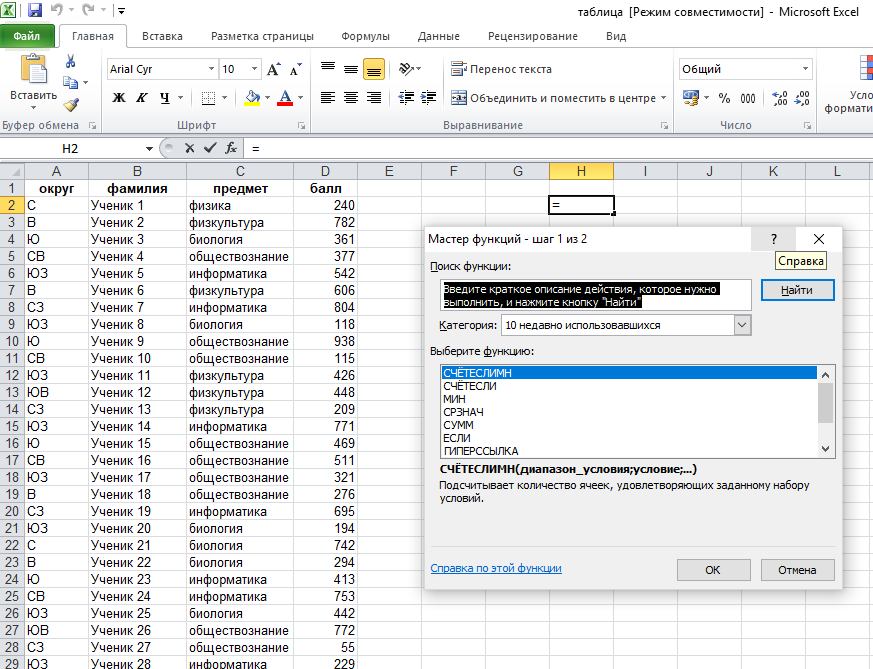 таблица [Режим совместимости] - Microsoft Excel
Файл Главная Вставка Разметка страницы Формулы Данные Рецензирование Вид
Вставить Arial Cyr 10 Перенос текста Общий
Ж К Ч Объединить и поместить в центре % 000 Усло
формати
Буфер обмена Шрифт Выравнивание Число
H2 fx =
A B C D E F G H I J K L
1 округ фамилия предмет балл
2 С Ученик 1 физика 240 =
3 В Ученик 2 физкультура 782
4 Ю Ученик 3 биология 361
5 СВ Ученик 4 обществознание 377
6 ЮЗ Ученик 5 информатика 542
7 В Ученик 6 физкультура 606
8 СЗ Ученик 7 информатика 804
9 ЮЗ Ученик 8 биология 118
10 Ю Ученик 9 обществознание 938
11 СВ Ученик 10 обществознание 115
12 ЮЗ Ученик 11 физкультура 426
13 ЮВ Ученик 12 физкультура 448
14 СЗ Ученик 13 физкультура 209
15 ЮЗ Ученик 14 информатика 771
16 Ю Ученик 15 обществознание 469
17 СВ Ученик 16 обществознание 511
18 ЮЗ Ученик 17 обществознание 321
19 В Ученик 18 обществознание 276
20 СЗ Ученик 19 информатика 695
21 ЮЗ Ученик 20 биология 194
22 С Ученик 21 биология 742
23 В Ученик 22 биология 294
24 Ю Ученик 23 информатика 413
25 СВ Ученик 24 информатика 753
26 ЮЗ Ученик 25 биология 442
27 ЮВ Ученик 26 обществознание 772
28 СЗ Ученик 27 обществознание 55
29 ЮЗ Ученик 28 информатика 229
Мастер функций - шаг 1 из 2 ?
Справка
Поиск функции:
Введите краткое описание действия, которое нужно
выполнить, и нажмите кнопку "Найти"
Найти
Категория: 10 недавно использовавшихся
Выберите функцию:
СЧЁТЕСЛИМН
СЧЁТЕСЛИ
МИН
СРЗНАЧ
СУММ
ЕСЛИ
ГИПЕРССЫЛКА
СЧЁТЕСЛИМН(диапазон_условия;условие;...)
Подсчитывает количество ячеек, удовлетворяющих заданному набору
условий.
Справка по этой функции ОК Отмена